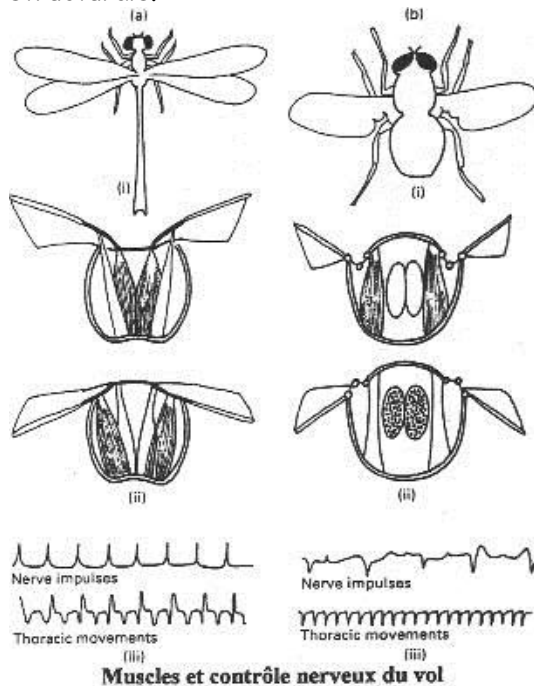 (a) (b)
(i) (i)
(ii) (ii)
Nerve impulses Nerve impulses
Thoracic movements Thoracic movements
(iii) (iii)
Muscles et contrôle nerveux du vol